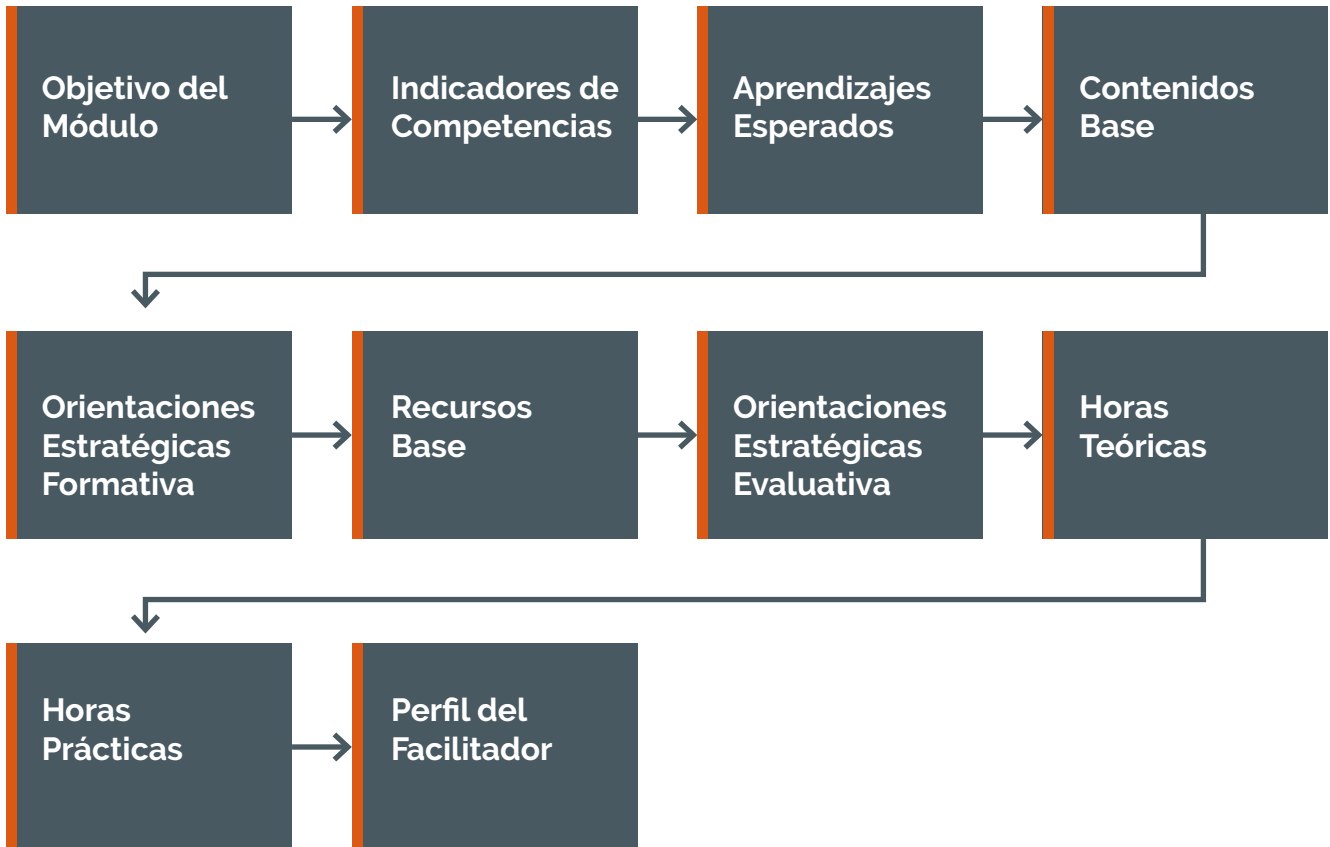 Objetivo del
Módulo
Indicadores de
Competencias
Aprendizajes
Esperados
Contenidos
Base
Orientaciones
Estratégicas
Formativa
Recursos
Base
Orientaciones
Estratégicas
Evaluativa
Horas
Teóricas
Horas
Prácticas
Perfil del
Facilitador